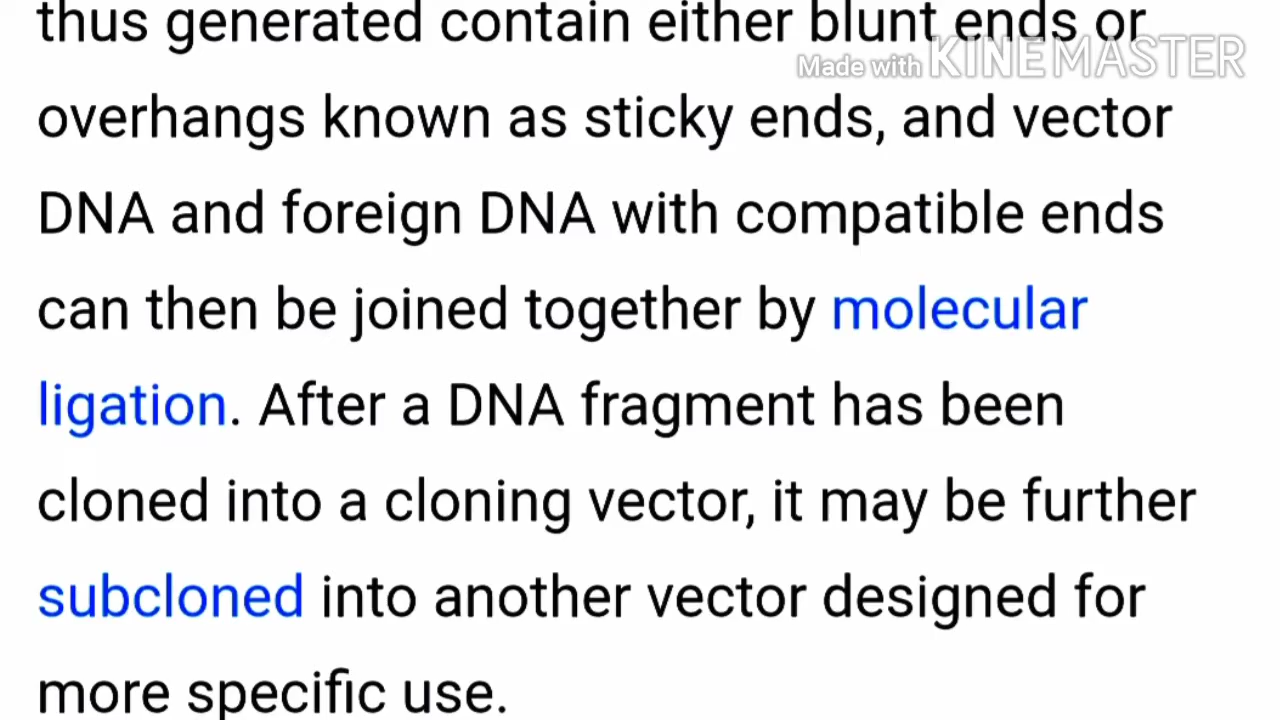 thus generated contain either blunt ends or
Made with KINEMASTER
overhangs known as sticky ends, and vector
DNA and foreign DNA with compatible ends
can then be joined together by molecular
ligation. After a DNA fragment has been
cloned into a cloning vector, it may be further
subcloned into another vector designed for
more specific use.